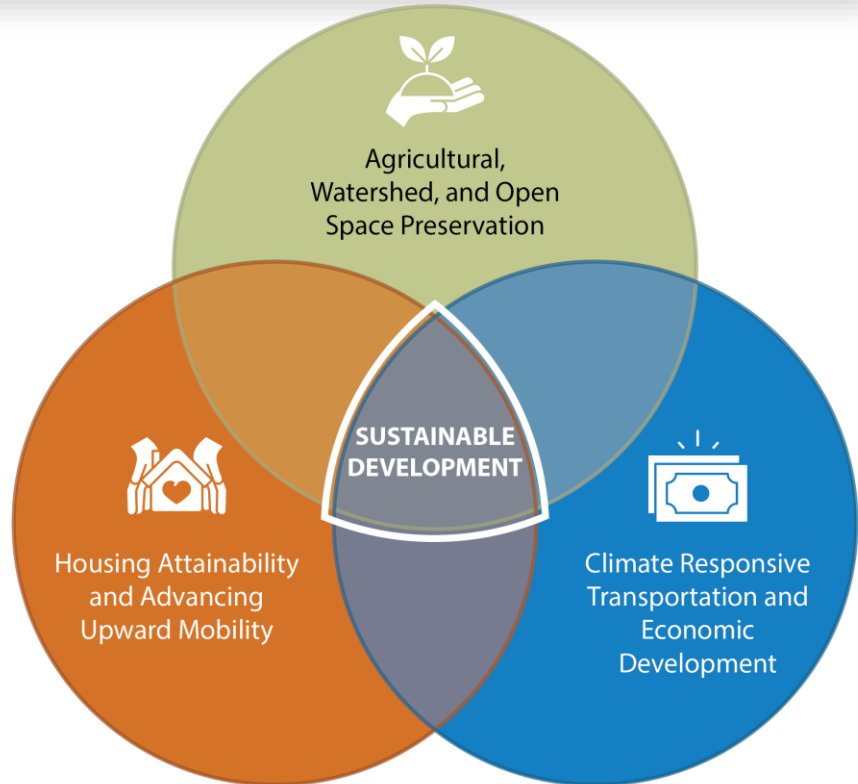 Agricultural,
Watershed, and Open
Space Preservation
SUSTAINABLE
DEVELOPMENT
Housing Attainability
and Advancing
Upward Mobility
Climate Responsive
Transportation and
Economic
Development